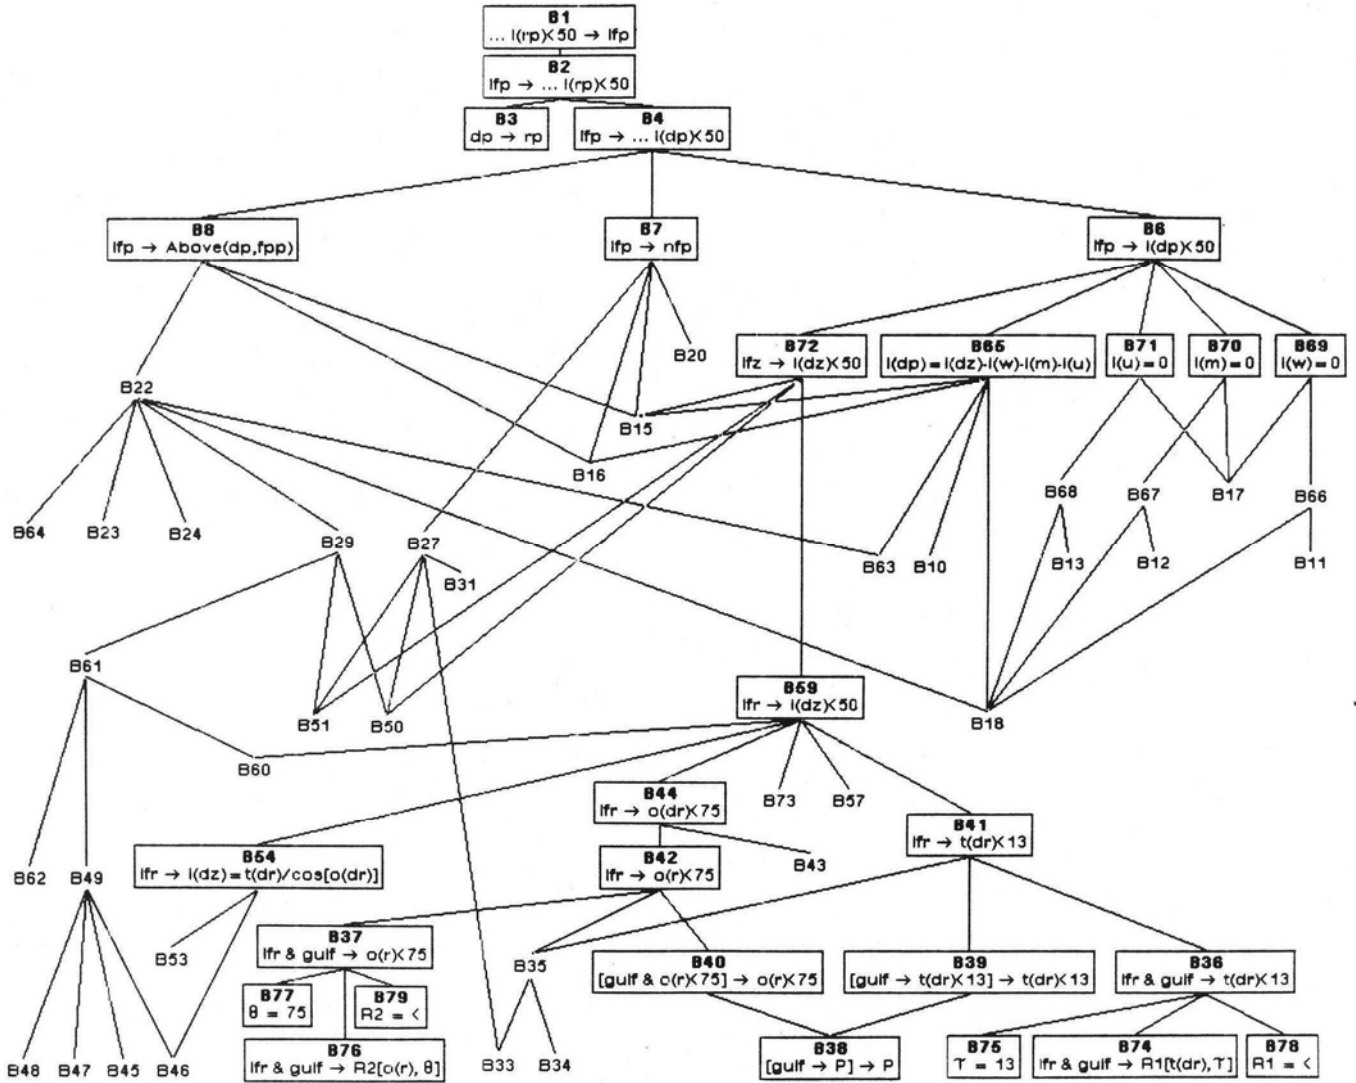 B1
... l(rp)<50 → lfp
B2
lfp → ... l(rp)<50
B3
dp → rp
B4
lfp → ... l(dp)<50
B8
lfp → Above(dp,fpp)
B7
lfp → nfp
B6
lfp → l(dp)<50
B72
lfz → l(dz)<50
B65
l(dp)=l(dz)-l(w)-l(m)-l(u)
B71
l(u)=0
B70
l(m)=0
B69
l(w)=0
B20
B22
B15
B16
B68
B67
B17
B66
B64
B23
B24
B29
B27
B31
B63
B10
B13
B12
B11
B61
B51
B50
B59
lfr → l(dz)<50
B18
B60
B44
lfr → o(dr)<75
B73
B57
B41
lfr → t(dr)<13
B62
B49
B54
lfr → l(dz)=t(dr)/cos[o(dr)]
B42
lfr → o(r)<75
B43
B53
B37
lfr & gulf → o(r)<75
B35
B40
[gulf & o(r)<75] → o(r)<75
B39
[gulf → t(dr)<13] → t(dr)<13
B36
lfr & gulf → t(dr)<13
B77
θ = 75
B79
R2 = <
B48
B47
B45
B46
B76
lfr & gulf → R2[o(r), θ]
B33
B34
B38
[gulf → P] → P
B75
T = 13
B74
lfr & gulf → R1[t(dr),T]
B78
R1 = <